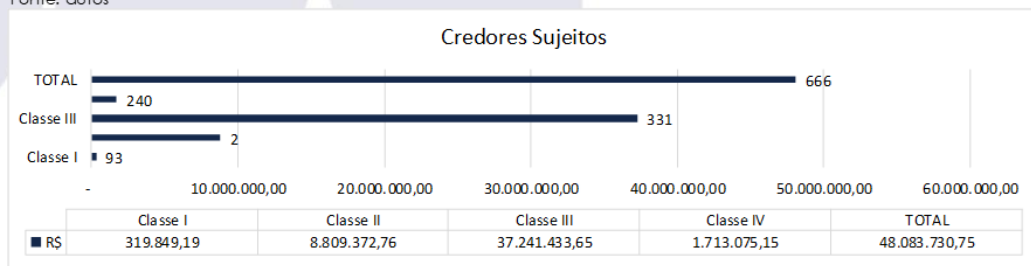 Fonte: autos
Credores Sujeitos
TOTAL 666
240
Classe III 331
2
Classe I 93
- 10.000.000,00 20.000.000,00 30.000.000,00 40.000.000,00 50.000.000,00 60.000.000,00
Classe I Classe II Classe III Classe IV TOTAL
R$ 319.849,19 8.809.372,76 37.241.433,65 1.713.075,15 48.083.730,75